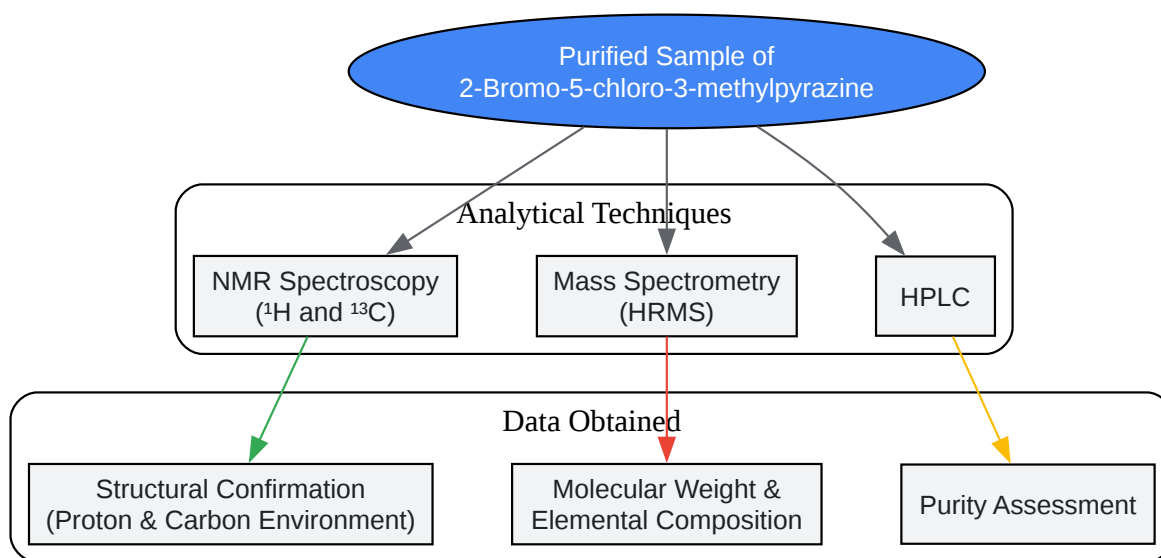 Purified Sample of
2-Bromo-5-chloro-3-methylpyrazine
Analytical Techniques
NMR Spectroscopy
(¹H and ¹³C)
Mass Spectrometry
(HRMS)
HPLC
Data Obtained
Structural Confirmation
(Proton & Carbon Environment)
Molecular Weight &
Elemental Composition
Purity Assessment